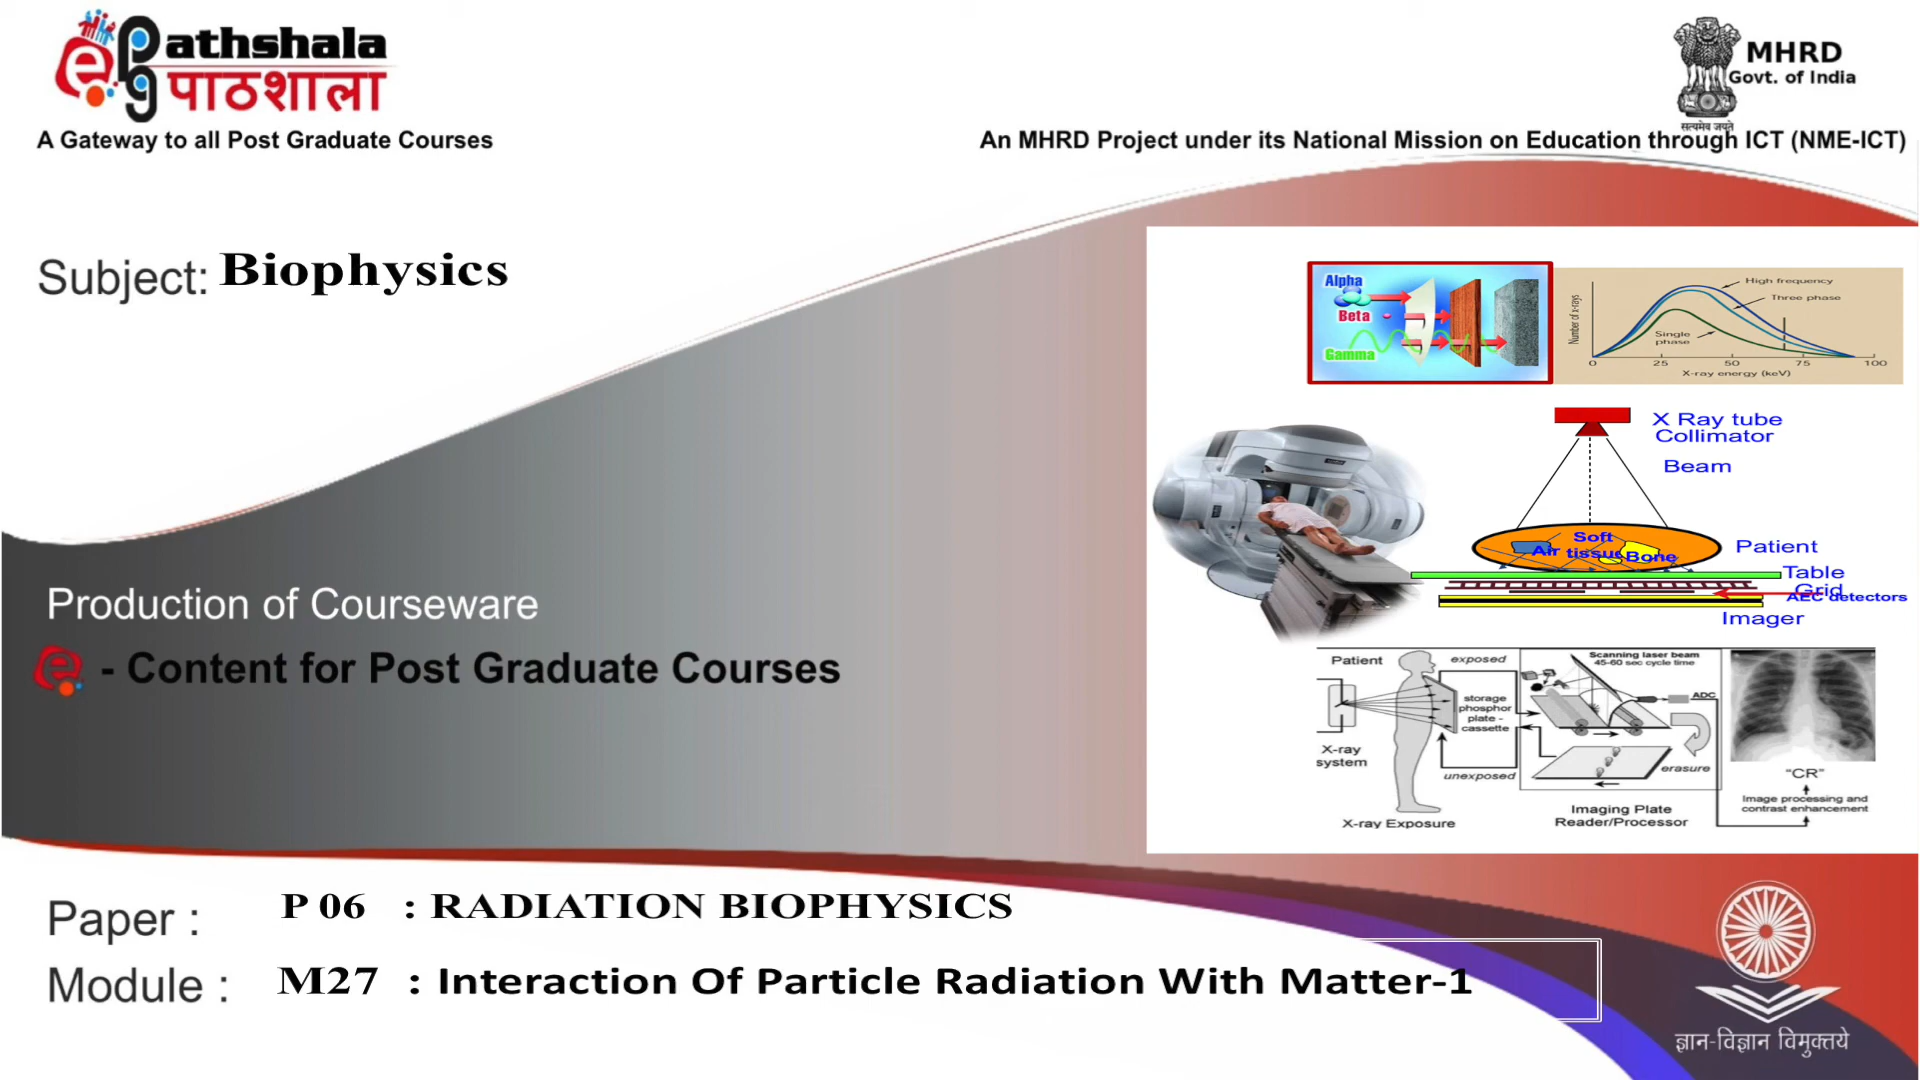 ePG Pathshala
पाठशाला
A Gateway to all Post Graduate Courses
MHRD
Govt. of India
सत्यमेव जयते
An MHRD Project under its National Mission on Education through ICT (NME-ICT)
Subject: Biophysics
Alpha
Beta
Gamma
Number of x-rays
High frequency
Three phase
Single phase
0 25 50 75 100
X-ray energy (keV)
X Ray tube
Collimator
Beam
Soft
Air tissue Bone
Patient
Table
Grid
AEC detectors
Imager
Patient
exposed
storage
phosphor
plate -
cassette
unexposed
X-ray
system
X-ray Exposure
Scanning laser beam
45-60 sec cycle time
ADC
erasure
Imaging Plate
Reader/Processor
“CR”
Image processing and
contrast enhancement
Production of Courseware
e - Content for Post Graduate Courses
Paper : P 06 : RADIATION BIOPHYSICS
Module : M27 : Interaction Of Particle Radiation With Matter-1
ज्ञान-विज्ञान विमुक्तये